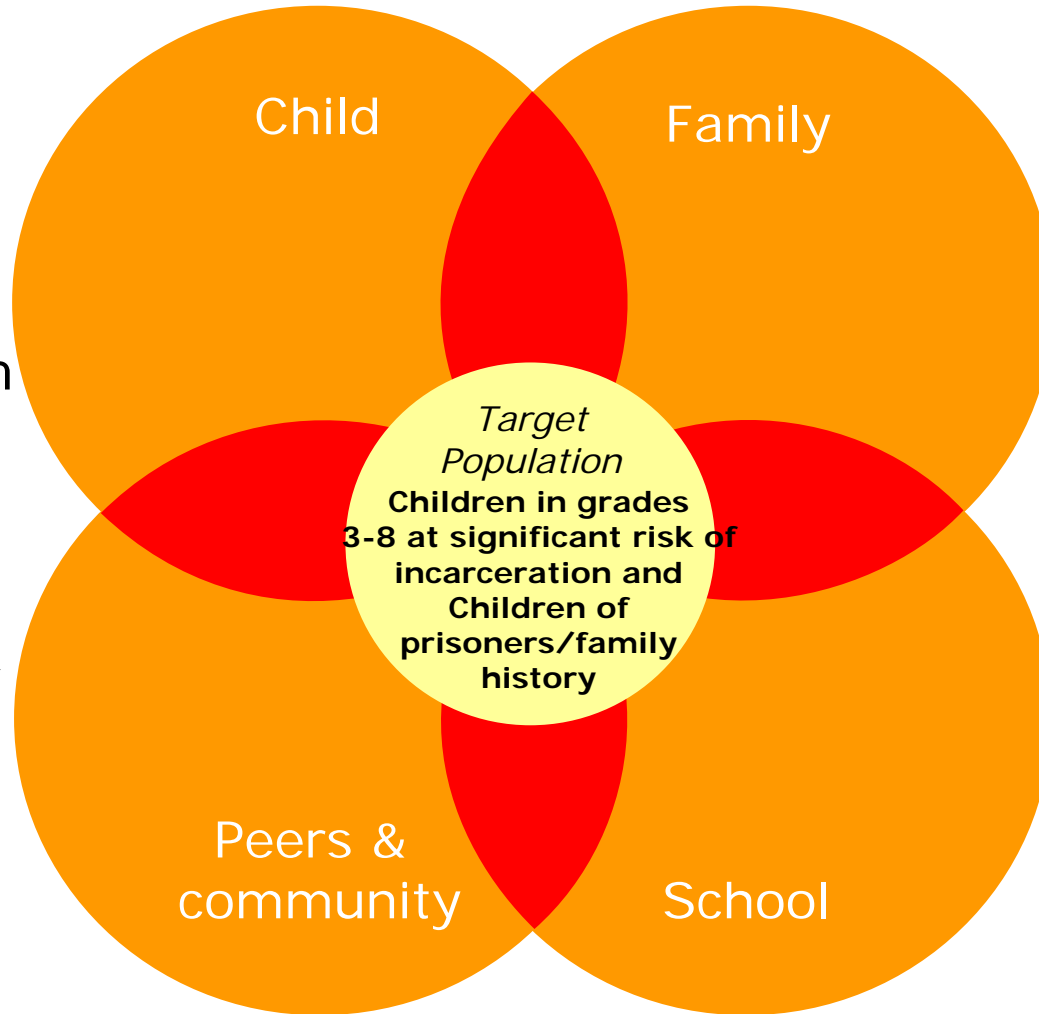 Child
Family
n
Target
Population
Children in grades
3-8 at significant risk of
incarceration and
Children of
prisoners/family
history
Peers &
community
School